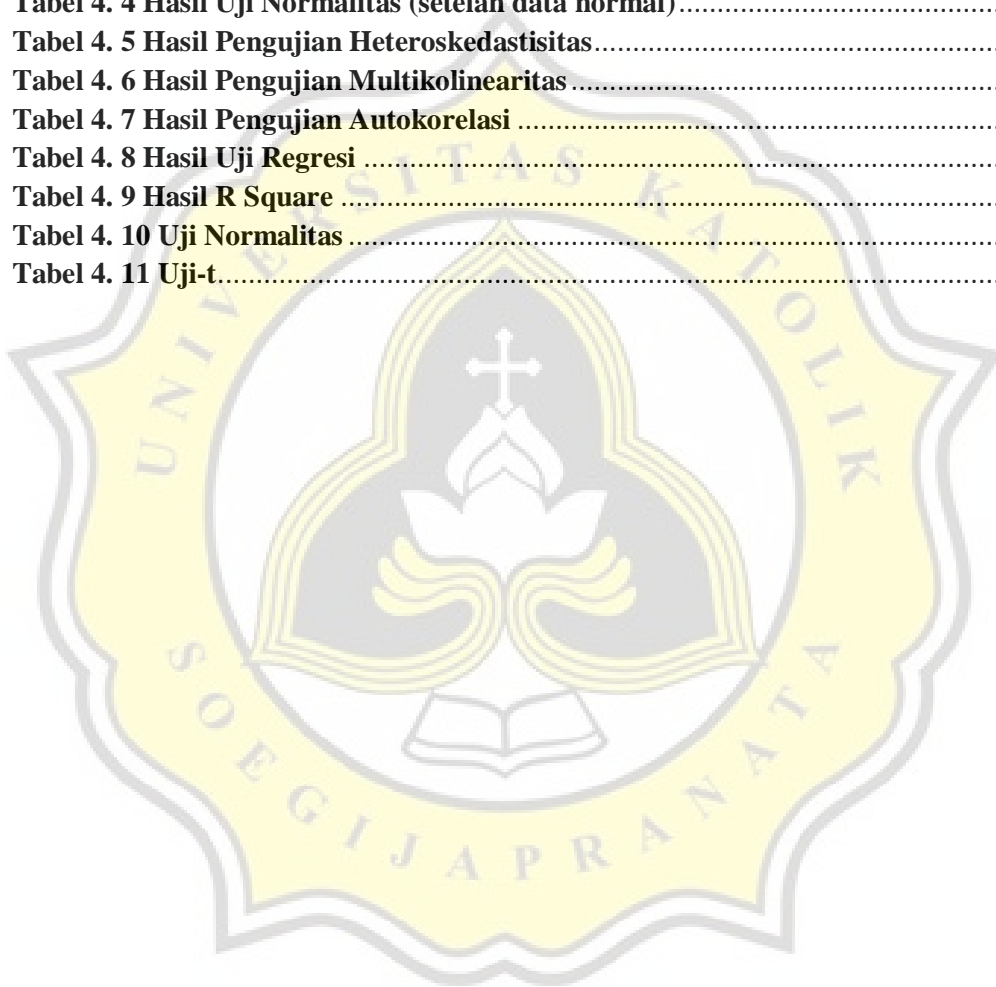 Tabel 4. 4 Hasil Uji Normalitas (setelah data normal)........................................
Tabel 4. 5 Hasil Pengujian Heteroskedastisitas........................................
Tabel 4. 6 Hasil Pengujian Multikolinearitas........................................
Tabel 4. 7 Hasil Pengujian Autokorelasi........................................
Tabel 4. 8 Hasil Uji Regresi........................................
Tabel 4. 9 Hasil R Square........................................
Tabel 4. 10 Uji Normalitas........................................
Tabel 4. 11 Uji-t........................................
UNIVERSITAS KATOLIK
SOEGIJAPRANATA